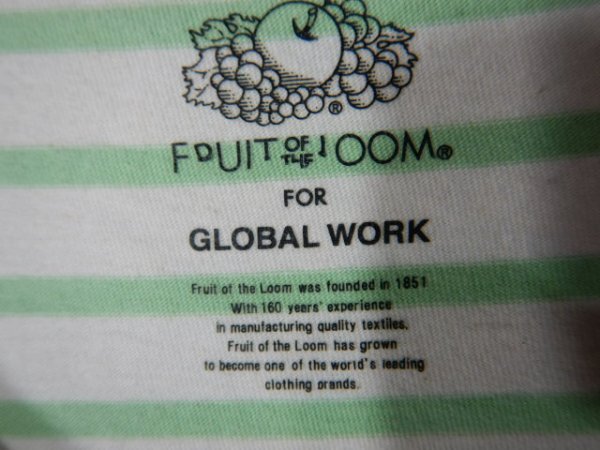 ®
FRUIT OF THE LOOM®
FOR
GLOBAL WORK
Fruit of the Loom was founded in 1851
With 160 years' experience
in manufacturing quality textiles,
Fruit of the Loom has grown
to become one of the world's leading
clothing brands.